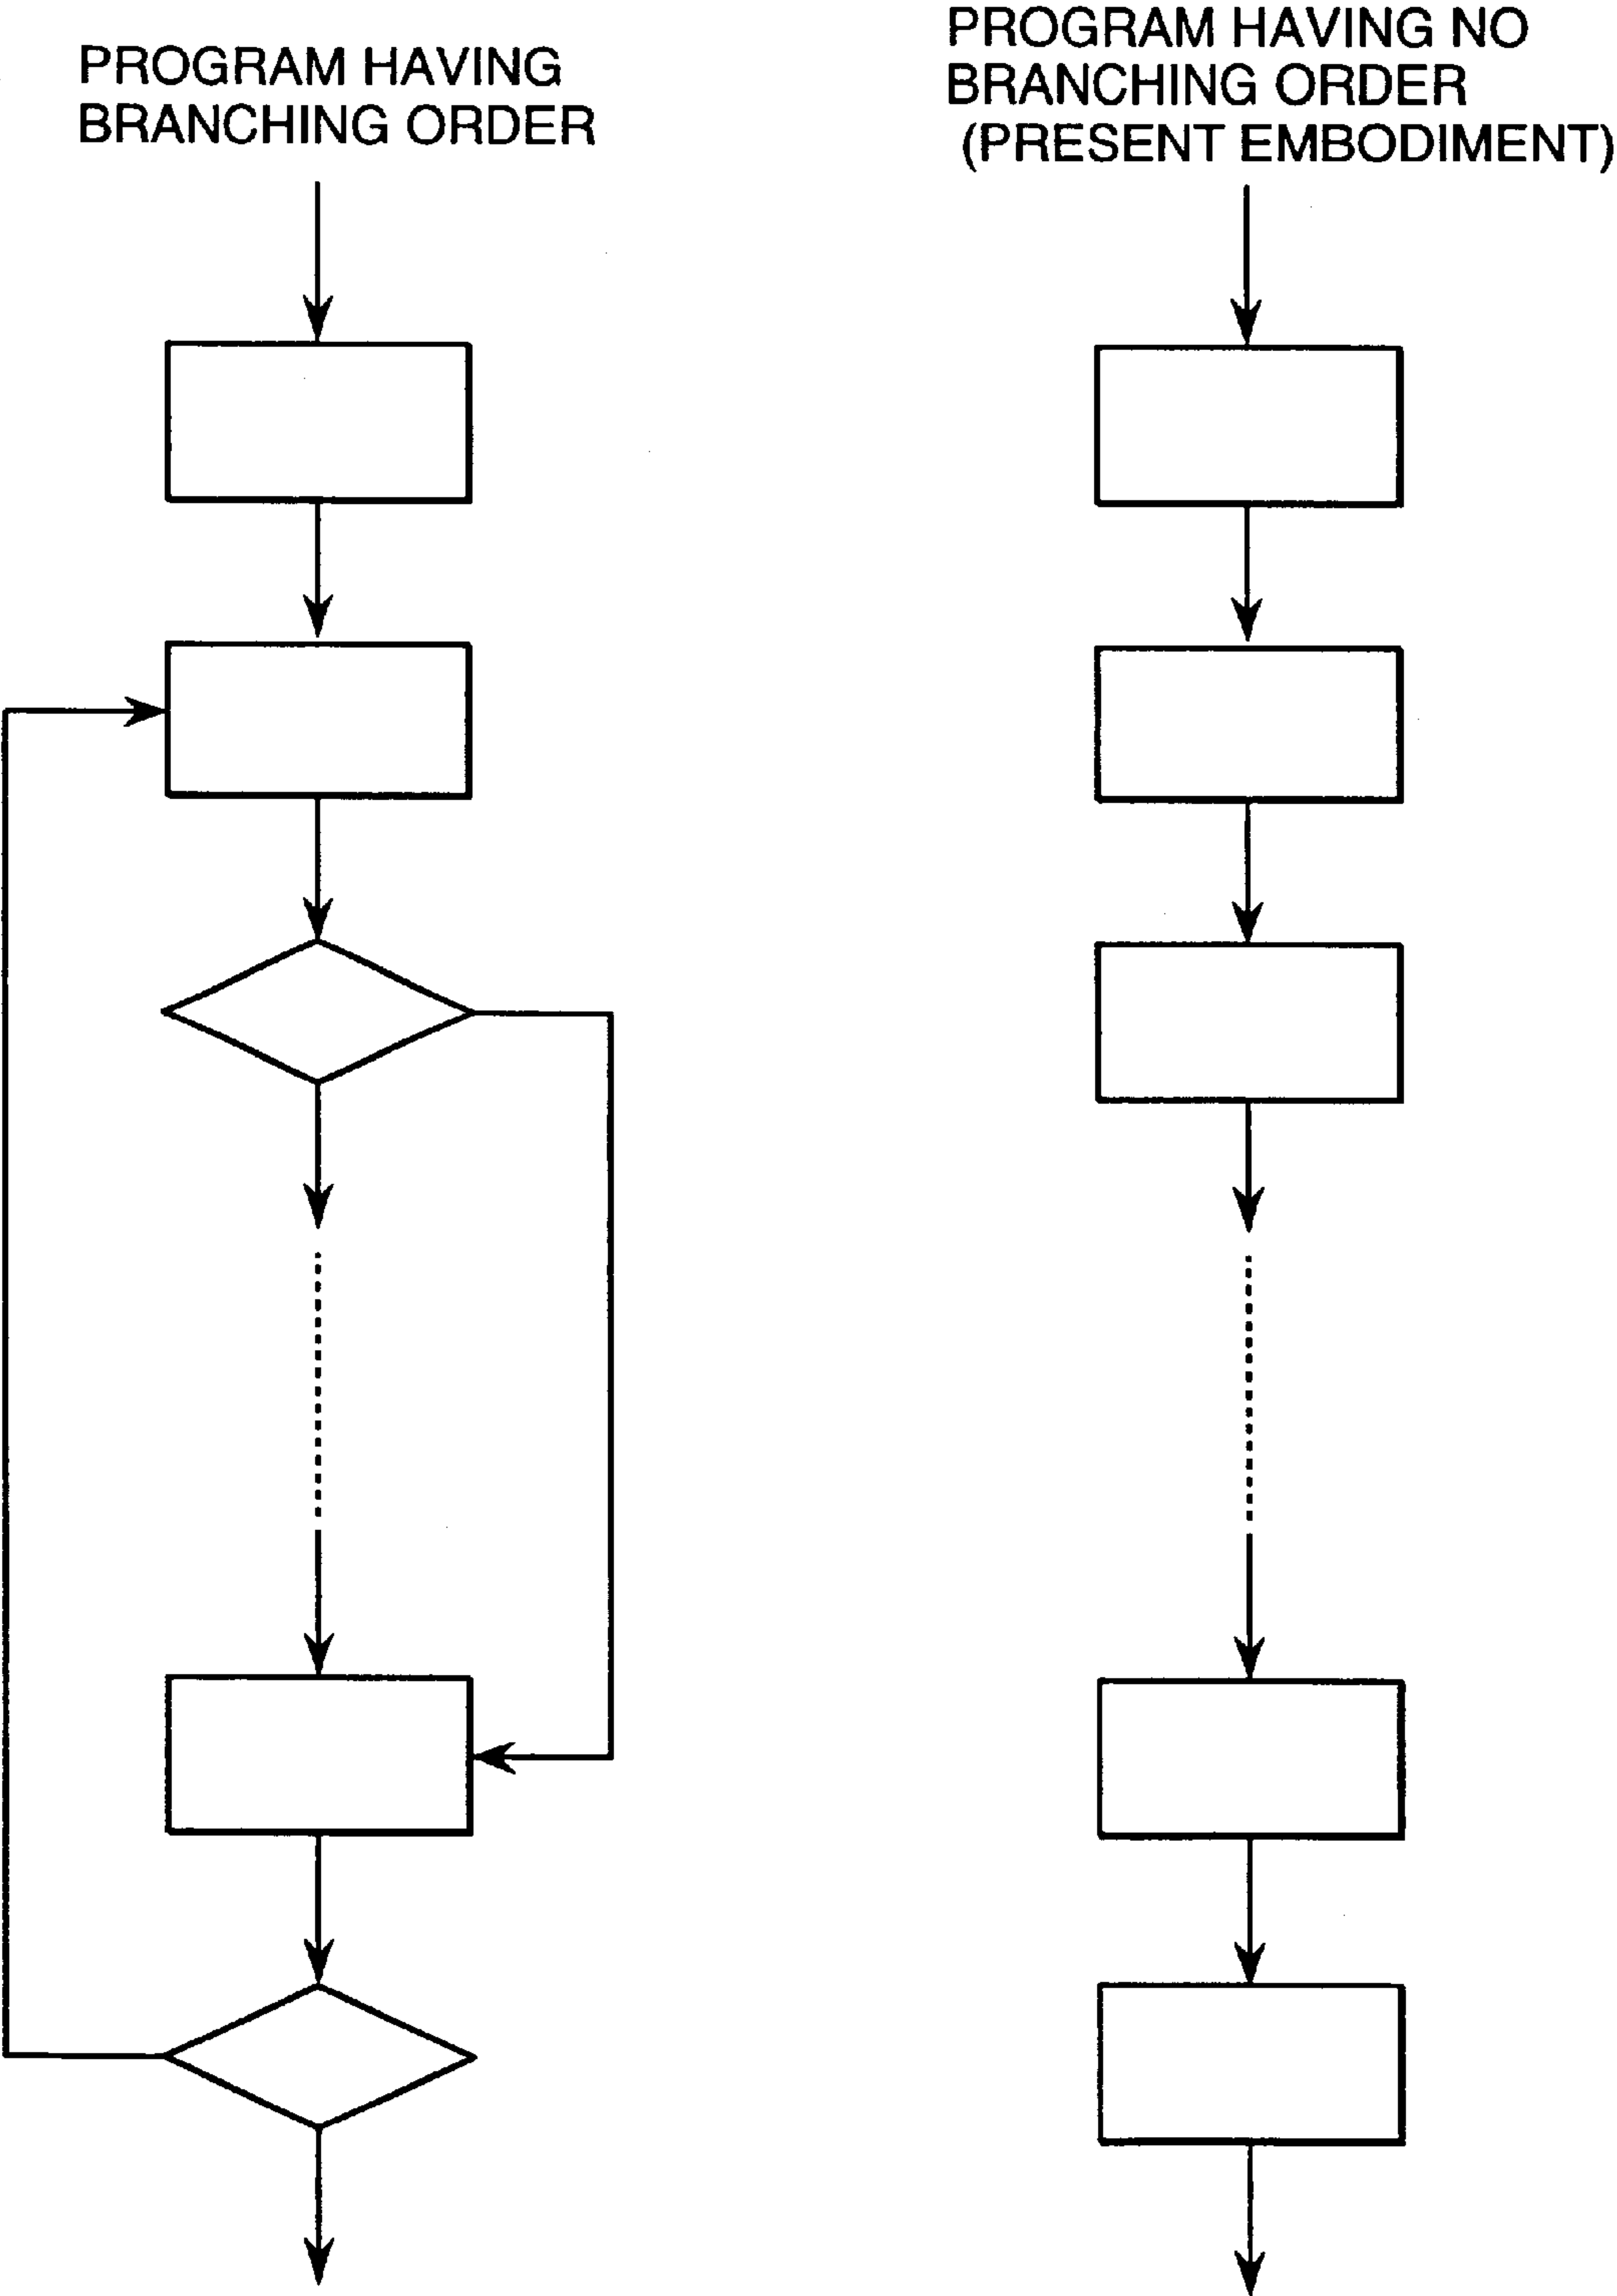 PROGRAM HAVING
BRANCHING ORDER
PROGRAM HAVING NO
BRANCHING ORDER
(PRESENT EMBODIMENT)